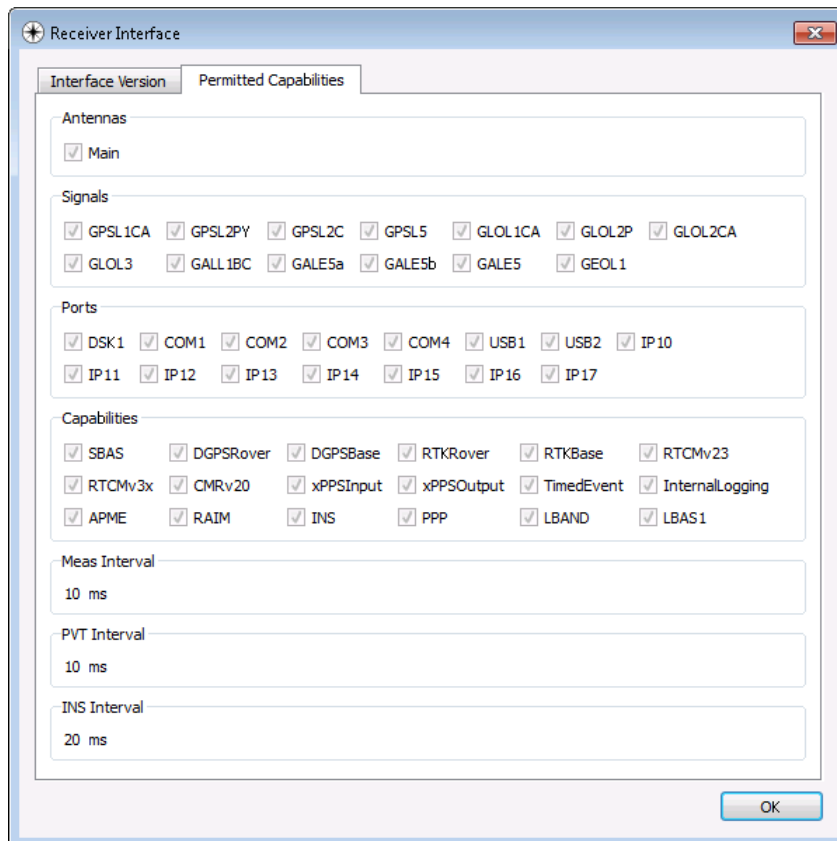 Receiver Interface
Interface Version Permitted Capabilities
Antennas
Main
Signals
GPSL1CA GPSL2PY GPSL2C GPSL5 GLOL1CA GLOL2P GLOL2CA
GLOL3 GALL1BC GALE5a GALE5b GALE5 GEOL1
Ports
DSK1 COM1 COM2 COM3 COM4 USB1 USB2 IP10
IP11 IP12 IP13 IP14 IP15 IP16 IP17
Capabilities
SBAS DGPSRover DGPSBase RTKRover RTKBase RTCMv23
RTCMv3x CMRv20 xPPSInput xPPSOutput TimedEvent InternalLogging
APME RAIM INS PPP LBAND LBAS1
Meas Interval
10 ms
PVT Interval
10 ms
INS Interval
20 ms
OK